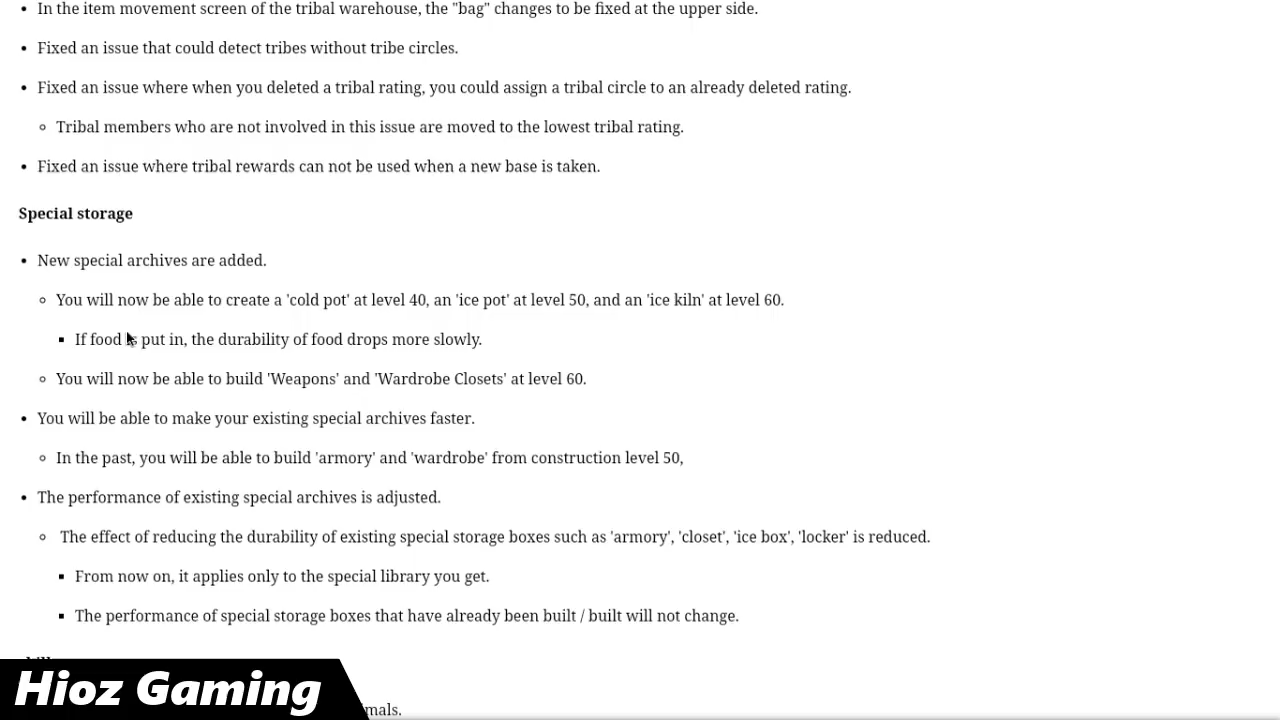 In the item movement screen of the tribal warehouse, the "bag" changes to be fixed at the upper side.
Fixed an issue that could detect tribes without tribe circles.
Fixed an issue where when you deleted a tribal rating, you could assign a tribal circle to an already deleted rating.
Tribal members who are not involved in this issue are moved to the lowest tribal rating.
Fixed an issue where tribal rewards can not be used when a new base is taken.
Special storage
New special archives are added.
You will now be able to create a 'cold pot' at level 40, an 'ice pot' at level 50, and an 'ice kiln' at level 60.
If food is put in, the durability of food drops more slowly.
You will now be able to build 'Weapons' and 'Wardrobe Closets' at level 60.
You will be able to make your existing special archives faster.
In the past, you will be able to build 'armory' and 'wardrobe' from construction level 50,
The performance of existing special archives is adjusted.
The effect of reducing the durability of existing special storage boxes such as 'armory', 'closet', 'ice box', 'locker' is reduced.
From now on, it applies only to the special library you get.
The performance of special storage boxes that have already been built / built will not change.
Hioz Gaming